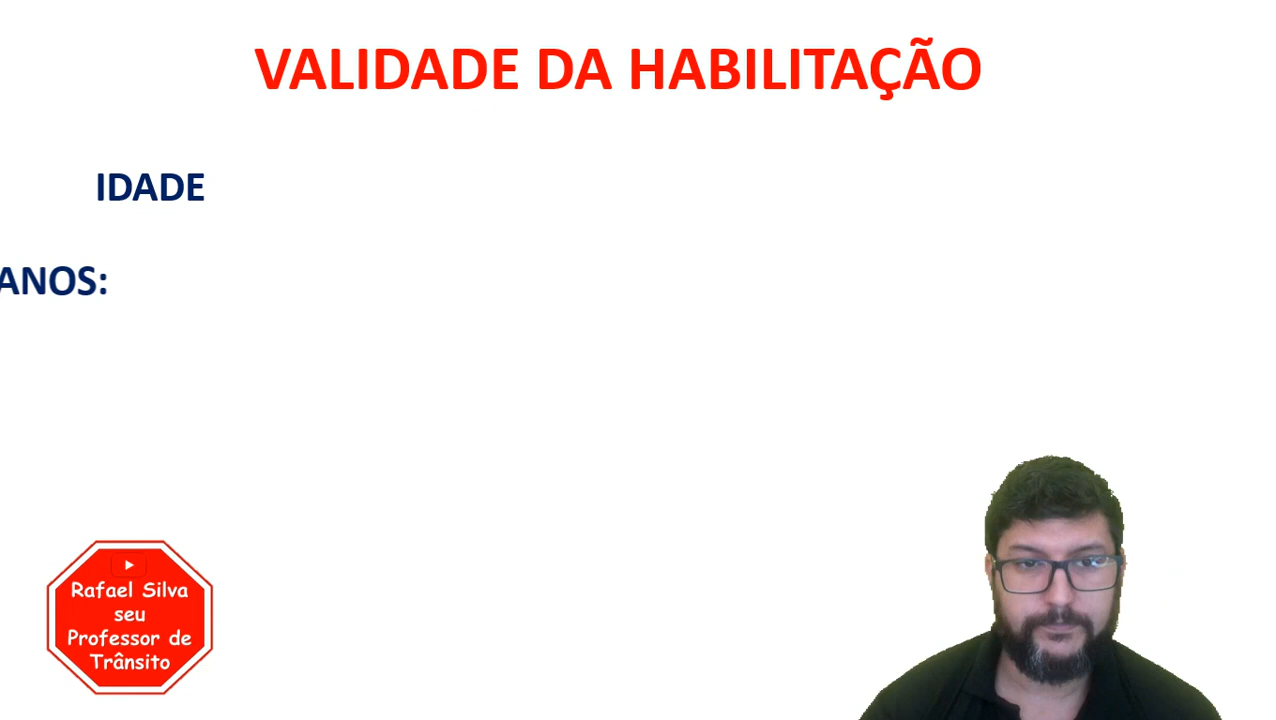 VALIDADE DA HABILITAÇÃO
IDADE
ANOS:
Rafael Silva
seu
Professor de
Trânsito